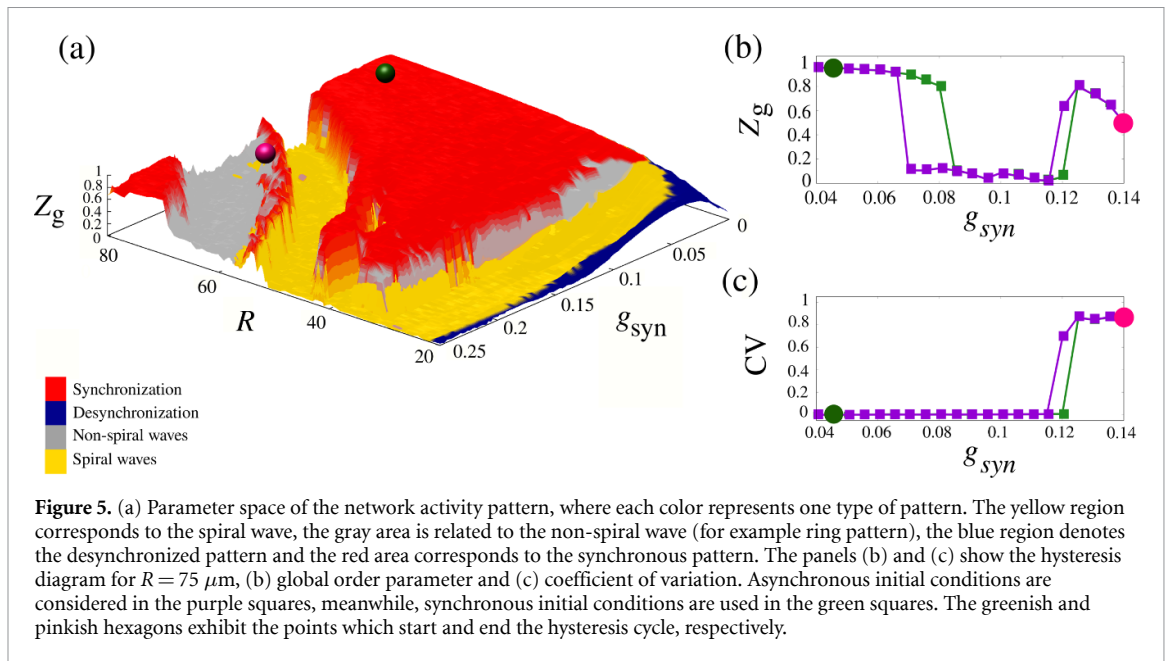 (a)
Z_g
1
0.8
0.6
0.4
0.2
0
80
60
R
40
20
0.25
0.2
0.15
0.1
0.05
0
g_syn
Synchronization
Desynchronization
Non-spiral waves
Spiral waves
(b)
Z_g
1
0.8
0.6
0.4
0.2
0
0.04 0.06 0.08 0.1 0.12 0.14
g_syn
(c)
CV
1
0.8
0.6
0.4
0.2
0
0.04 0.06 0.08 0.1 0.12 0.14
g_syn
Figure 5. (a) Parameter space of the network activity pattern, where each color represents one type of pattern. The yellow region
corresponds to the spiral wave, the gray area is related to the non-spiral wave (for example ring pattern), the blue region denotes
the desynchronized pattern and the red area corresponds to the synchronous pattern. The panels (b) and (c) show the hysteresis
diagram for R = 75 μm, (b) global order parameter and (c) coefficient of variation. Asynchronous initial conditions are
considered in the purple squares, meanwhile, synchronous initial conditions are used in the green squares. The greenish and
pinkish hexagons exhibit the points which start and end the hysteresis cycle, respectively.